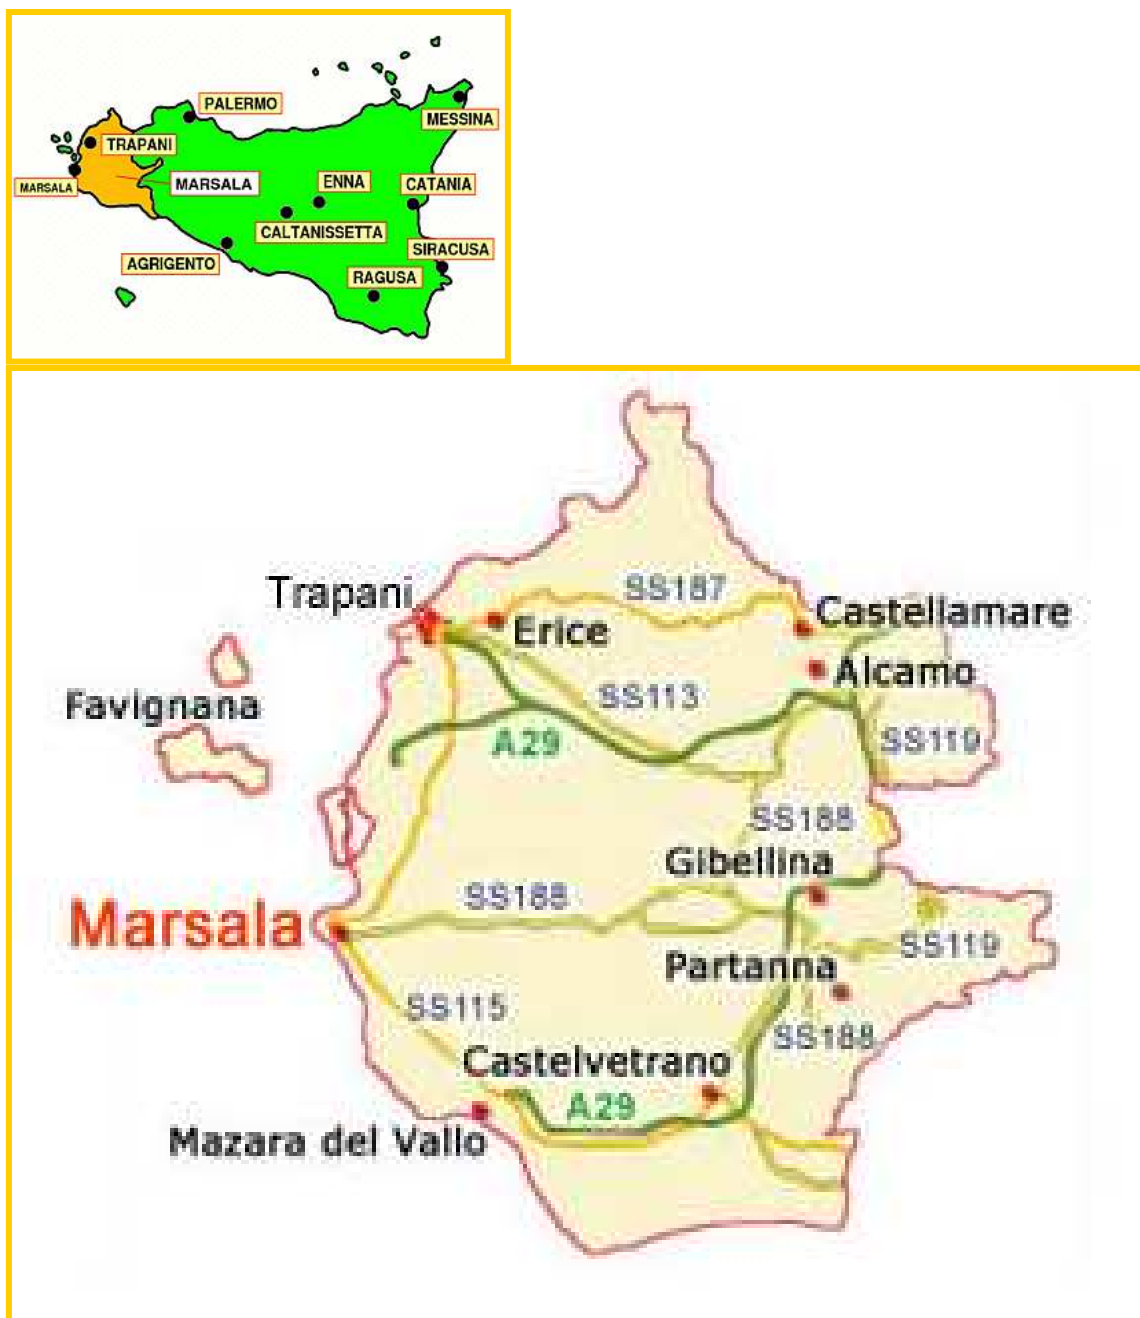 PALERMO
MESSINA
TRAPANI
MARSALA
MARSALA
ENNA
CATANIA
CALTANISSETTA
SIRACUSA
AGRIGENTO
RAGUSA
SS187
Trapani
Castellamare
Erice
Alcamo
SS113
Favignana
A29
SS119
SS188
Gibellina
SS188
Marsala
SS119
Partanna
SS115
SS188
Castelvetrano
A29
Mazara del Vallo